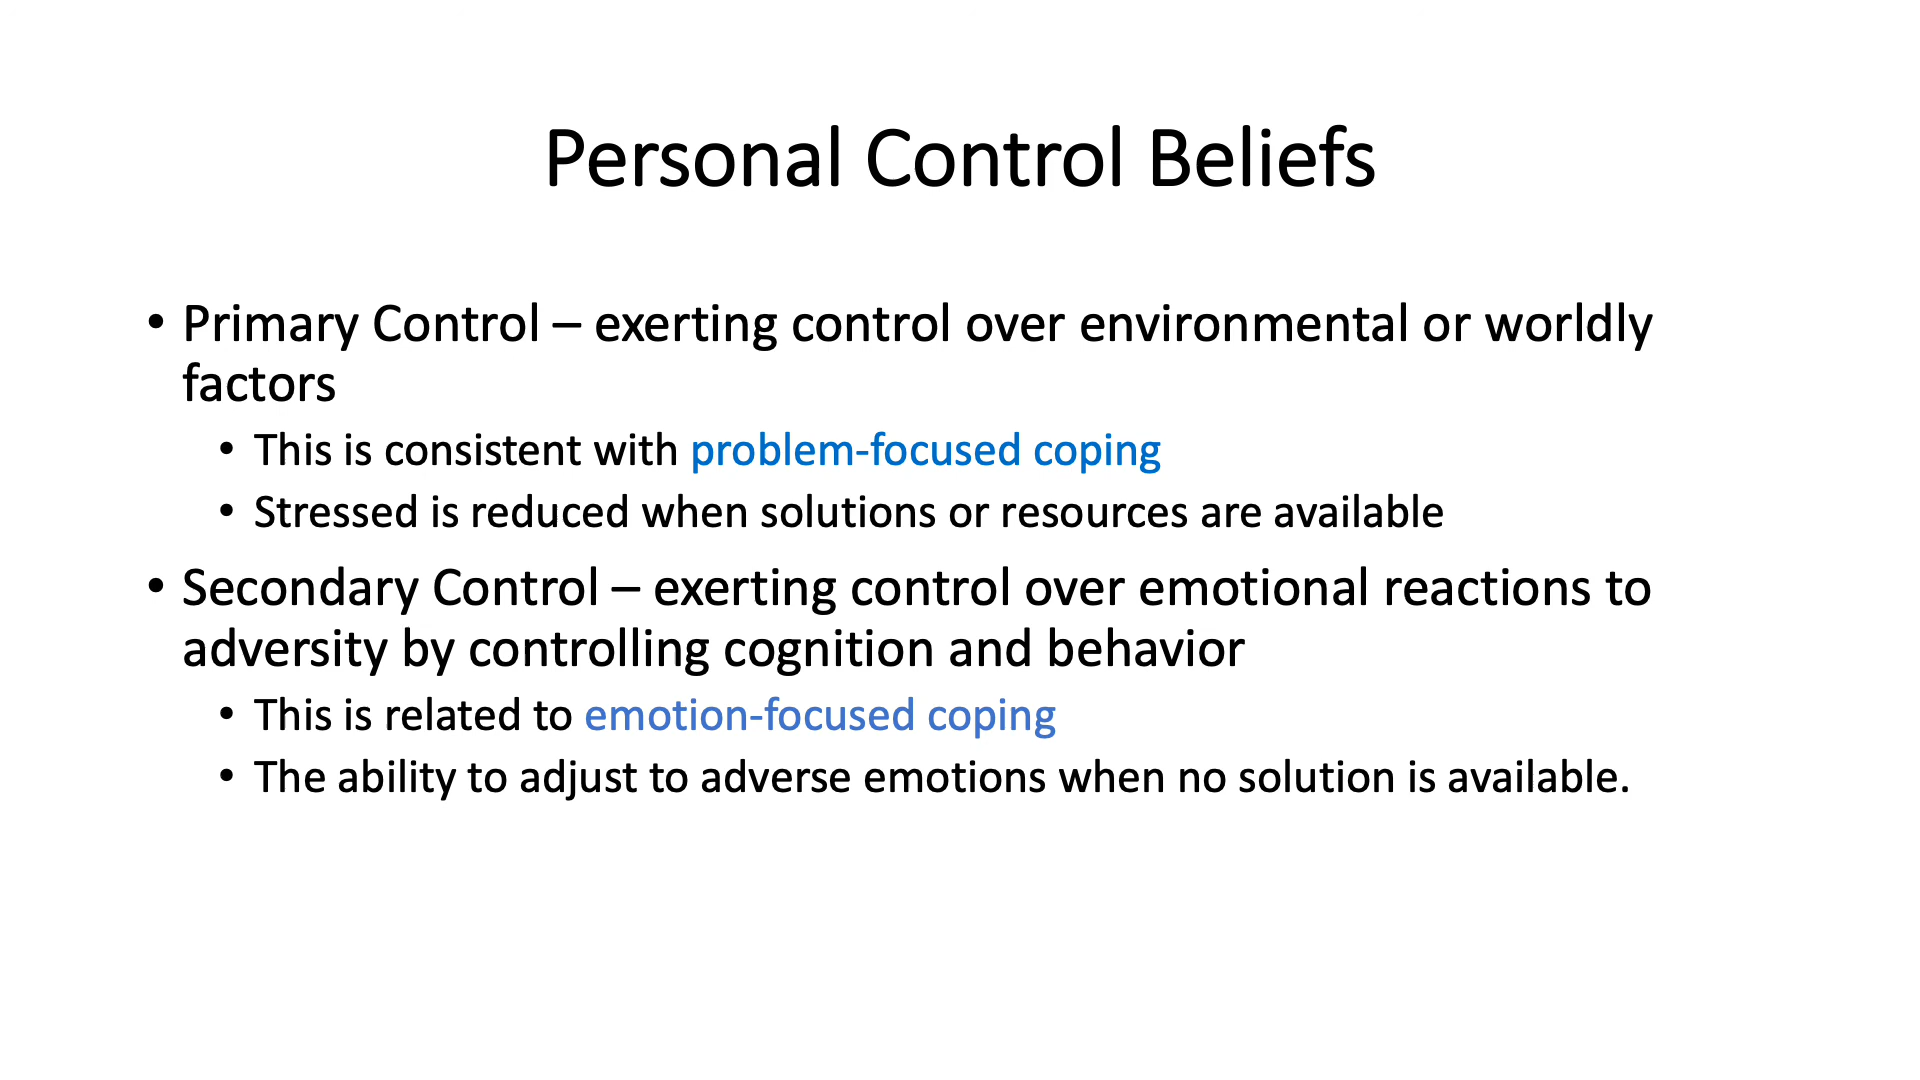 Personal Control Beliefs
• Primary Control – exerting control over environmental or worldly
factors
• This is consistent with problem-focused coping
• Stressed is reduced when solutions or resources are available
• Secondary Control – exerting control over emotional reactions to
adversity by controlling cognition and behavior
• This is related to emotion-focused coping
• The ability to adjust to adverse emotions when no solution is available.